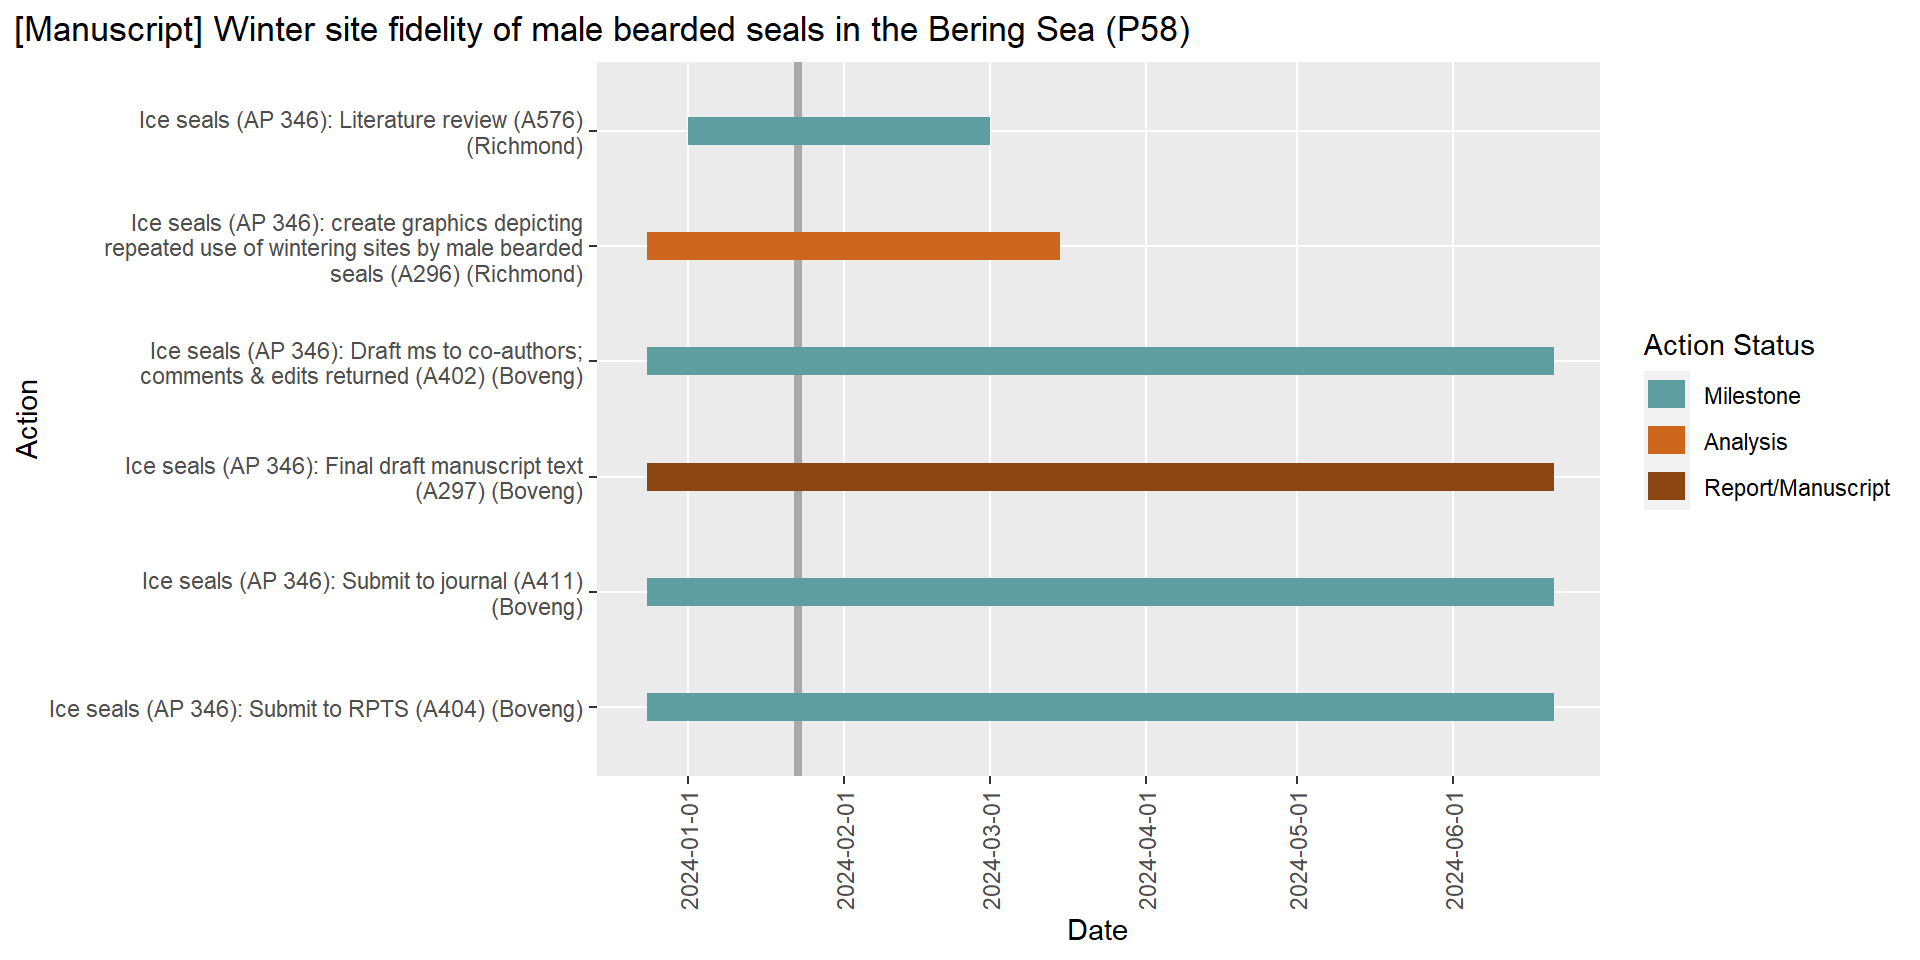 [Manuscript] Winter site fidelity of male bearded seals in the Bering Sea (P58)
Ice seals (AP 346): Literature review (A576)
(Richmond)
Ice seals (AP 346): create graphics depicting
repeated use of wintering sites by male bearded
seals (A296) (Richmond)
Ice seals (AP 346): Draft ms to co-authors;
comments & edits returned (A402) (Boveng)
Ice seals (AP 346): Final draft manuscript text
(A297) (Boveng)
Ice seals (AP 346): Submit to journal (A411)
(Boveng)
Ice seals (AP 346): Submit to RPTS (A404) (Boveng)
Action
2024-01-01
2024-02-01
2024-03-01
2024-04-01
2024-05-01
2024-06-01
Date
Action Status
Milestone
Analysis
Report/Manuscript